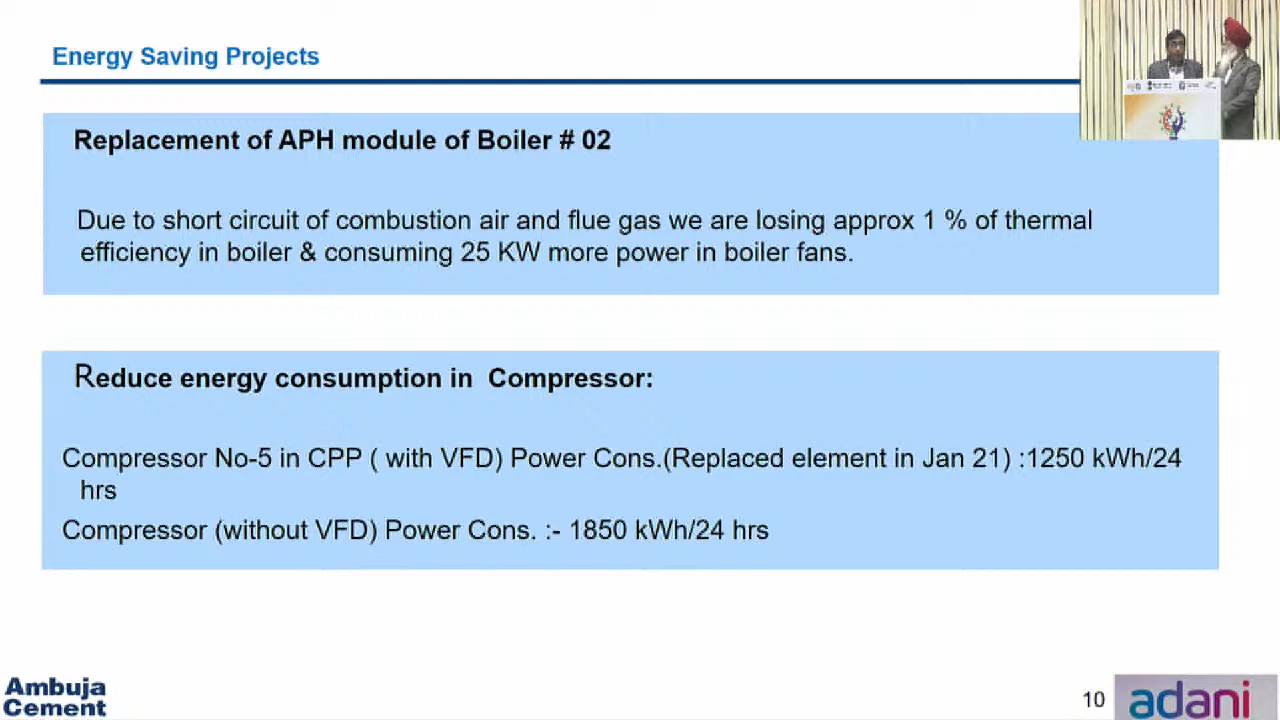 Energy Saving Projects
Replacement of APH module of Boiler # 02
Due to short circuit of combustion air and flue gas we are losing approx 1 % of thermal
efficiency in boiler & consuming 25 KW more power in boiler fans.
Reduce energy consumption in Compressor:
Compressor No-5 in CPP ( with VFD) Power Cons.(Replaced element in Jan 21) :1250 kWh/24
hrs
Compressor (without VFD) Power Cons. :- 1850 kWh/24 hrs
Ambuja
Cement
10
adani